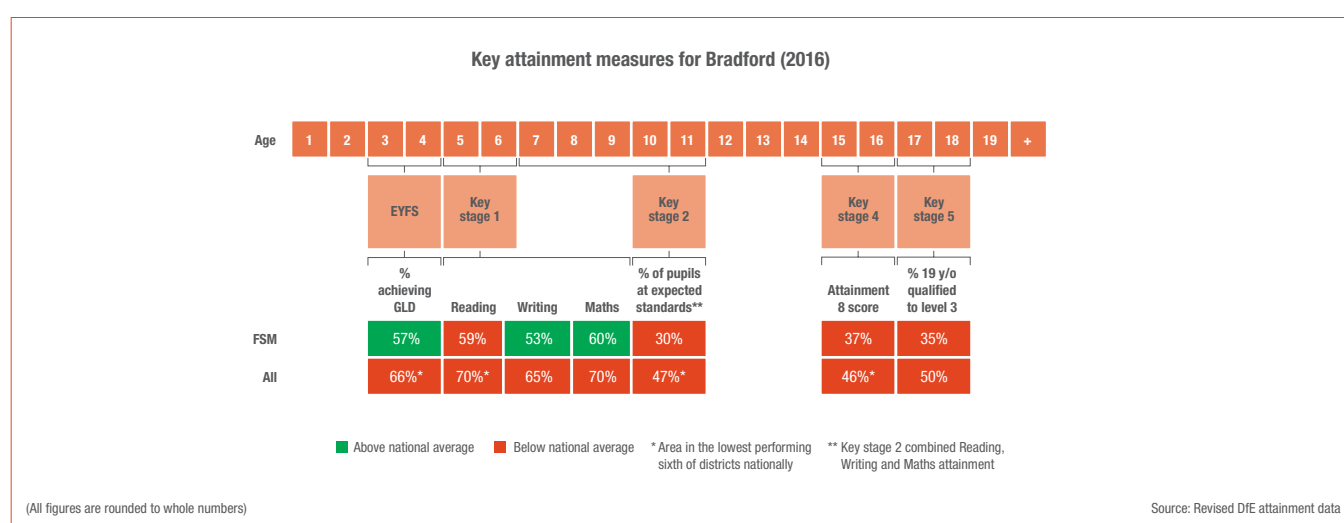 Key attainment measures for Bradford (2016)
Age 1 2 3 4 5 6 7 8 9 10 11 12 13 14 15 16 17 18 19 +
EYFS
Key
stage 1
Key
stage 2
Key
stage 4
Key
stage 5
%
achieving
GLD
Reading
Writing
Maths
% of pupils
at expected
standards**
Attainment
8 score
% 19 y/o
qualified
to level 3
FSM 57% 59% 53% 60% 30% 37% 35%
All 66%* 70%* 65% 70% 47%* 46%* 50%
Above national average
Below national average
* Area in the lowest performing
sixth of districts nationally
** Key stage 2 combined Reading,
Writing and Maths attainment
(All figures are rounded to whole numbers)
Source: Revised DfE attainment data